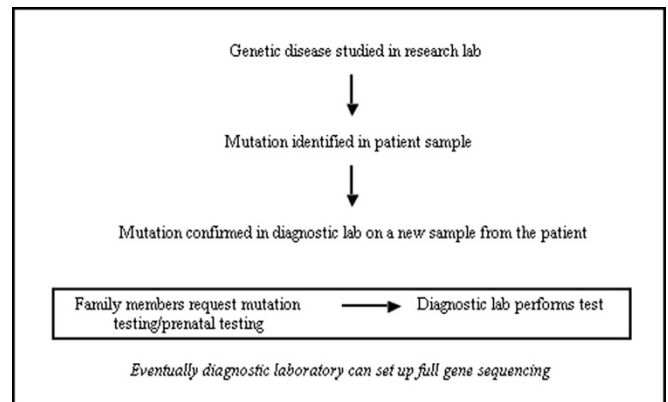 Genetic disease studied in research lab
Mutation identified in patient sample
Mutation confirmed in diagnostic lab on a new sample from the patient
Family members request mutation
testing/prenatal testing
Diagnostic lab performs test
Eventually diagnostic laboratory can set up full gene sequencing